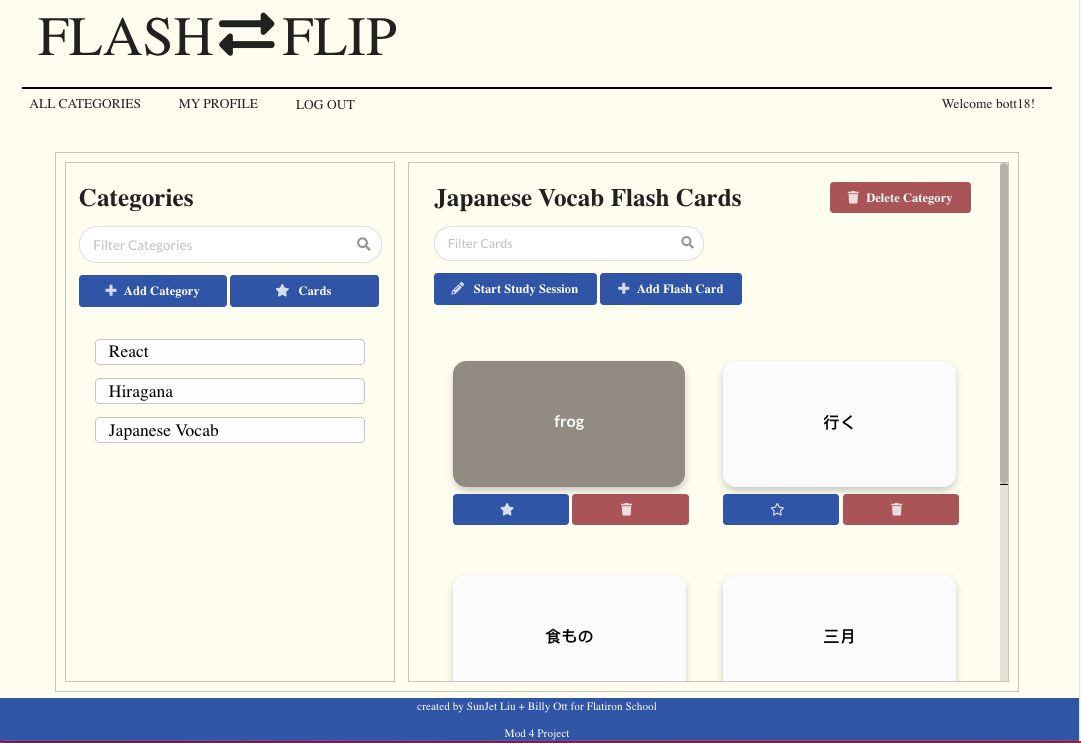 FLASH FLIP
ALL CATEGORIES MY PROFILE LOG OUT Welcome bott18!
Categories
Filter Categories
Add Category Cards
React
Hiragana
Japanese Vocab
Japanese Vocab Flash Cards Delete Category
Filter Cards
Start Study Session Add Flash Card
frog 行く
食もの 三月
created by SunJet Liu + Billy Ott for Flatiron School
Mod 4 Project